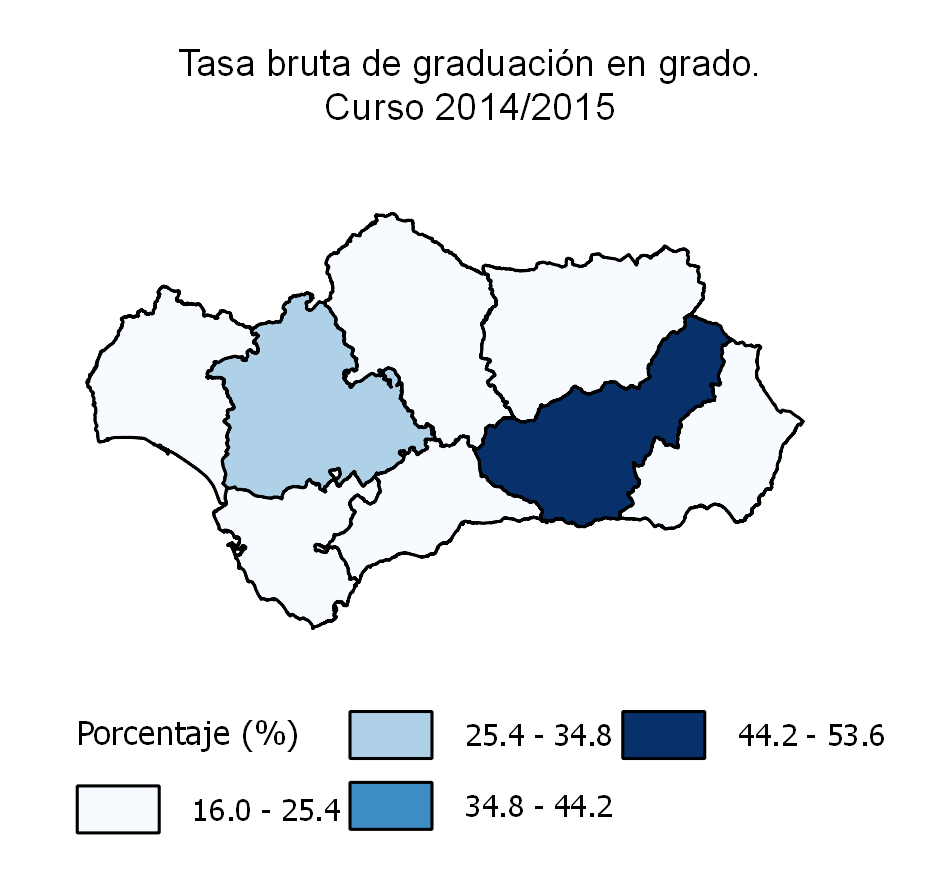 Tasa bruta de graduación en grado.
Curso 2014/2015
Porcentaje (%)
16.0 - 25.4
25.4 - 34.8
34.8 - 44.2
44.2 - 53.6